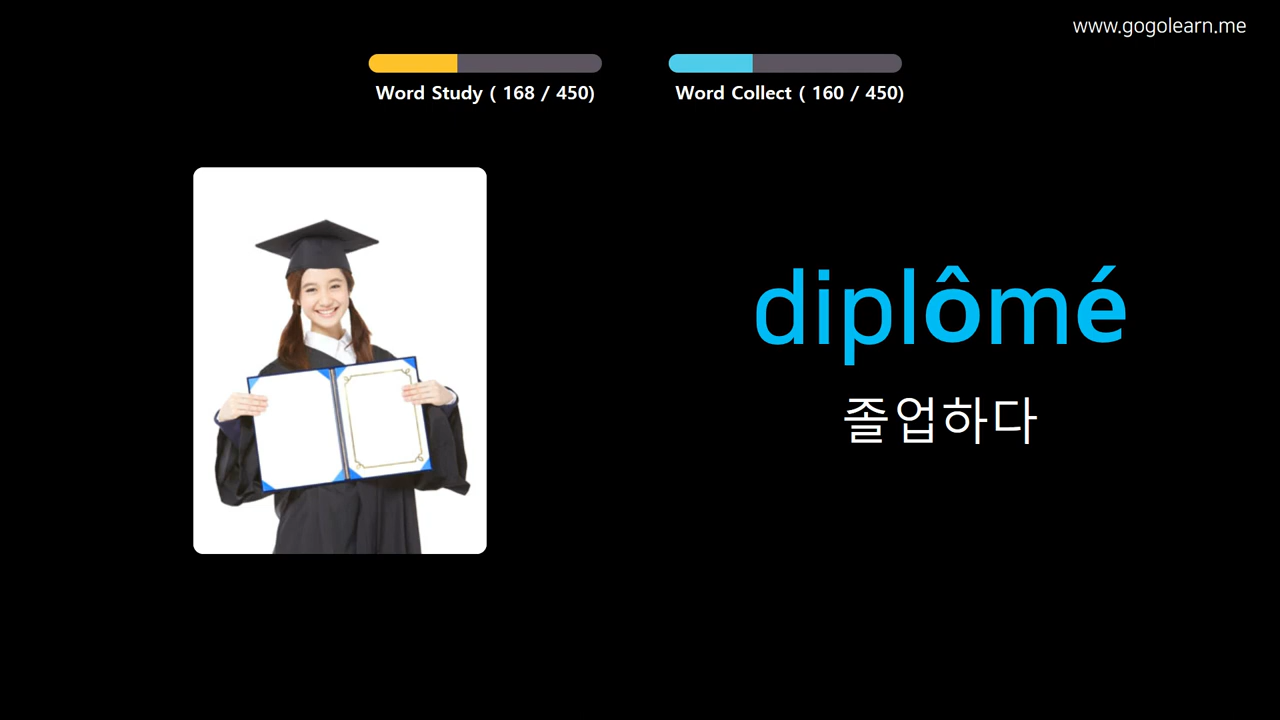 www.gogolearn.me
Word Study ( 168 / 450)
Word Collect ( 160 / 450)
diplômé
졸업하다